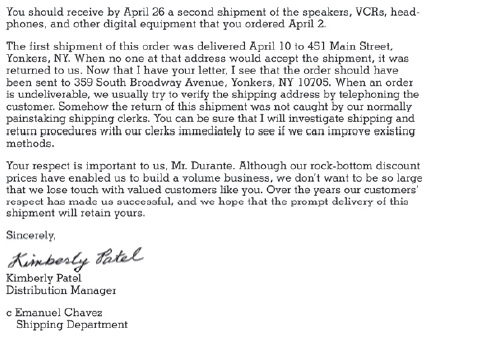 You should receive by April 26 a second shipment of the speakers, VCRs, head-
phones, and other digital equipment that you ordered April 2.
The first shipment of this order was delivered April 10 to 451 Main Street,
Yonkers, NY. When no one at that address would accept the shipment, it was
returned to us. Now that I have your letter, I see that the order should have
been sent to 359 South Broadway Avenue, Yonkers, NY 10705. When an order
is undeliverable, we usually try to verify the shipping address by telephoning the
customer. Somehow the return of this shipment was not caught by our normally
painstaking shipping clerks. You can be sure that I will investigate shipping and
return procedures with our clerks immediately to see if we can improve existing
methods.
Your respect is important to us, Mr. Durante. Although our rock-bottom discount
prices have enabled us to build a volume business, we don't want to be so large
that we lose touch with valued customers like you. Over the years our customers'
respect has made us successful, and we hope that the prompt delivery of this
shipment will retain yours.
Sincerely,
Kimberly Patel
Kimberly Patel
Distribution Manager
c Emanuel Chavez
Shipping Department